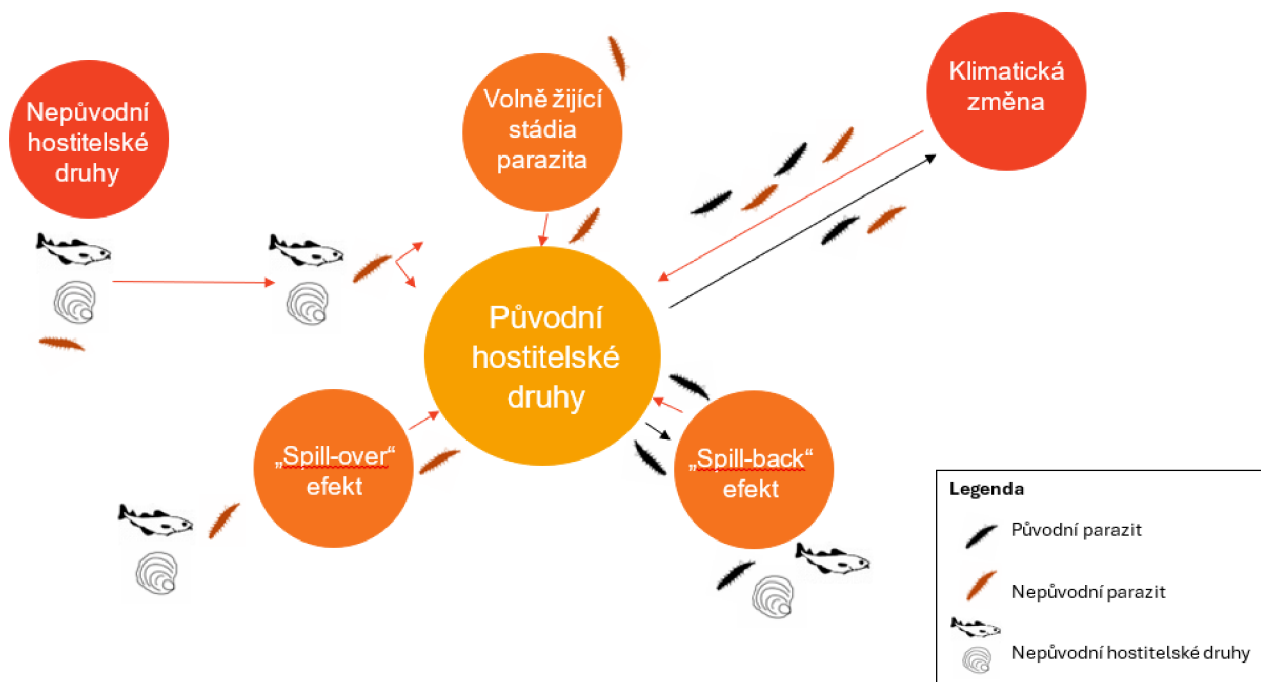 Nepůvodní
hostitelské
druhy
Volně žijící
stádia
parazita
Klimatická
změna
Původní
hostitelské
druhy
„Spill-over“
efekt
„Spill-back“
efekt
Legenda
Původní parazit
Nepůvodní parazit
Nepůvodní hostitelské druhy